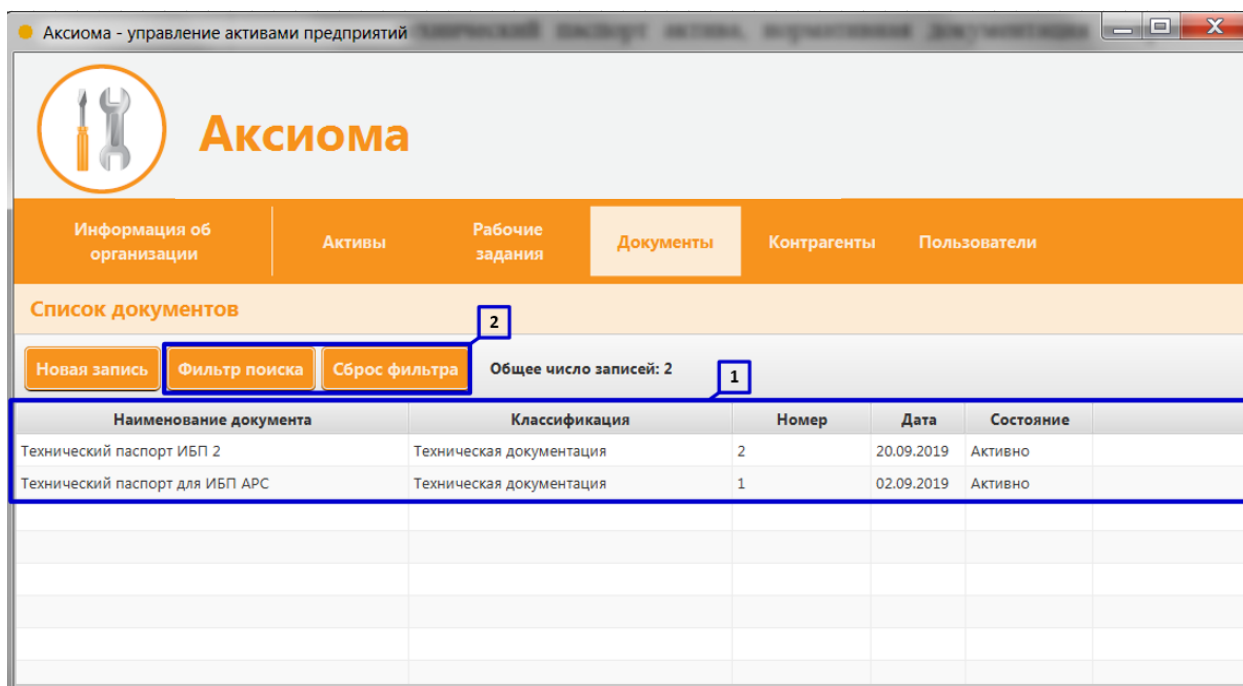 Аксиома - управление активами предприятий
Аксиома
Информация об организации
Активы
Рабочие задания
Документы
Контрагенты
Пользователи
Список документов
2
Новая запись Фильтр поиска Сброс фильтра Общее число записей: 2
1
Наименование документа Классификация Номер Дата Состояние
Технический паспорт ИБП 2 Техническая документация 2 20.09.2019 Активно
Технический паспорт для ИБП APC Техническая документация 1 02.09.2019 Активно